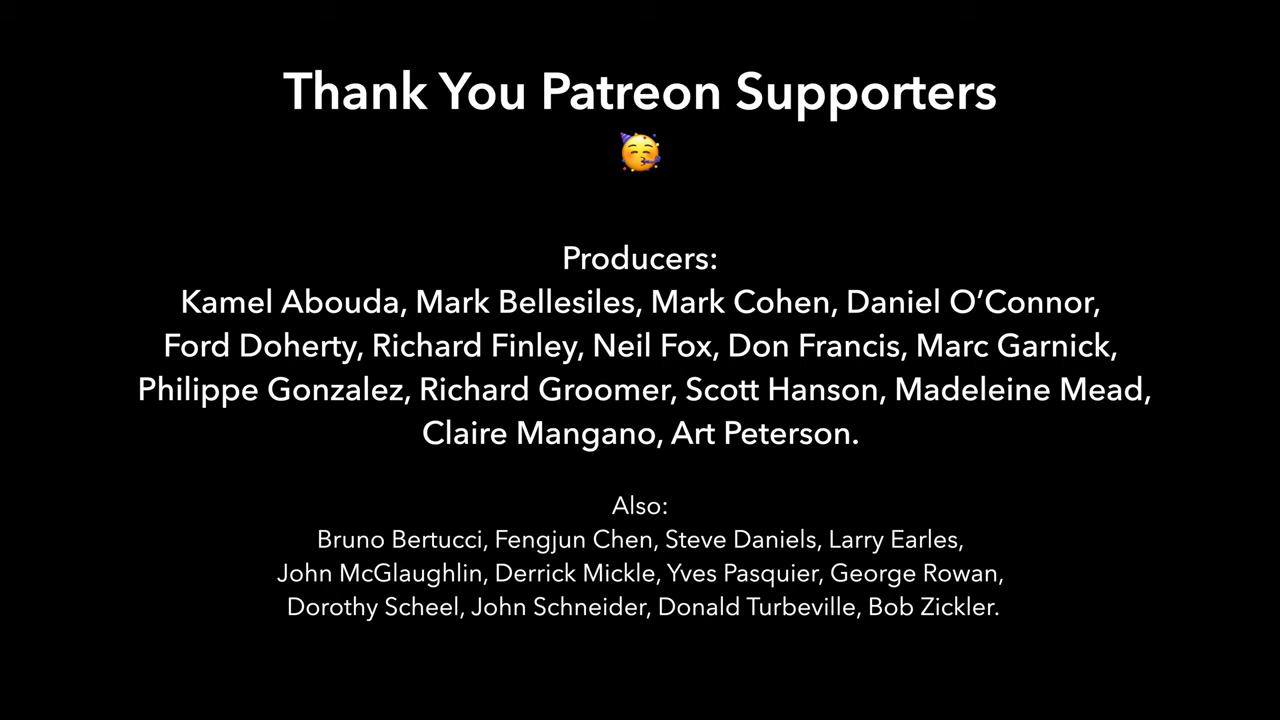 Thank You Patreon Supporters
🥳
Producers:
Kamel Abouda, Mark Bellesiles, Mark Cohen, Daniel O’Connor,
Ford Doherty, Richard Finley, Neil Fox, Don Francis, Marc Garnick,
Philippe Gonzalez, Richard Groomer, Scott Hanson, Madeleine Mead,
Claire Mangano, Art Peterson.
Also:
Bruno Bertucci, Fengjun Chen, Steve Daniels, Larry Earles,
John McGlaughlin, Derrick Mickle, Yves Pasquier, George Rowan,
Dorothy Scheel, John Schneider, Donald Turbeville, Bob Zickler.